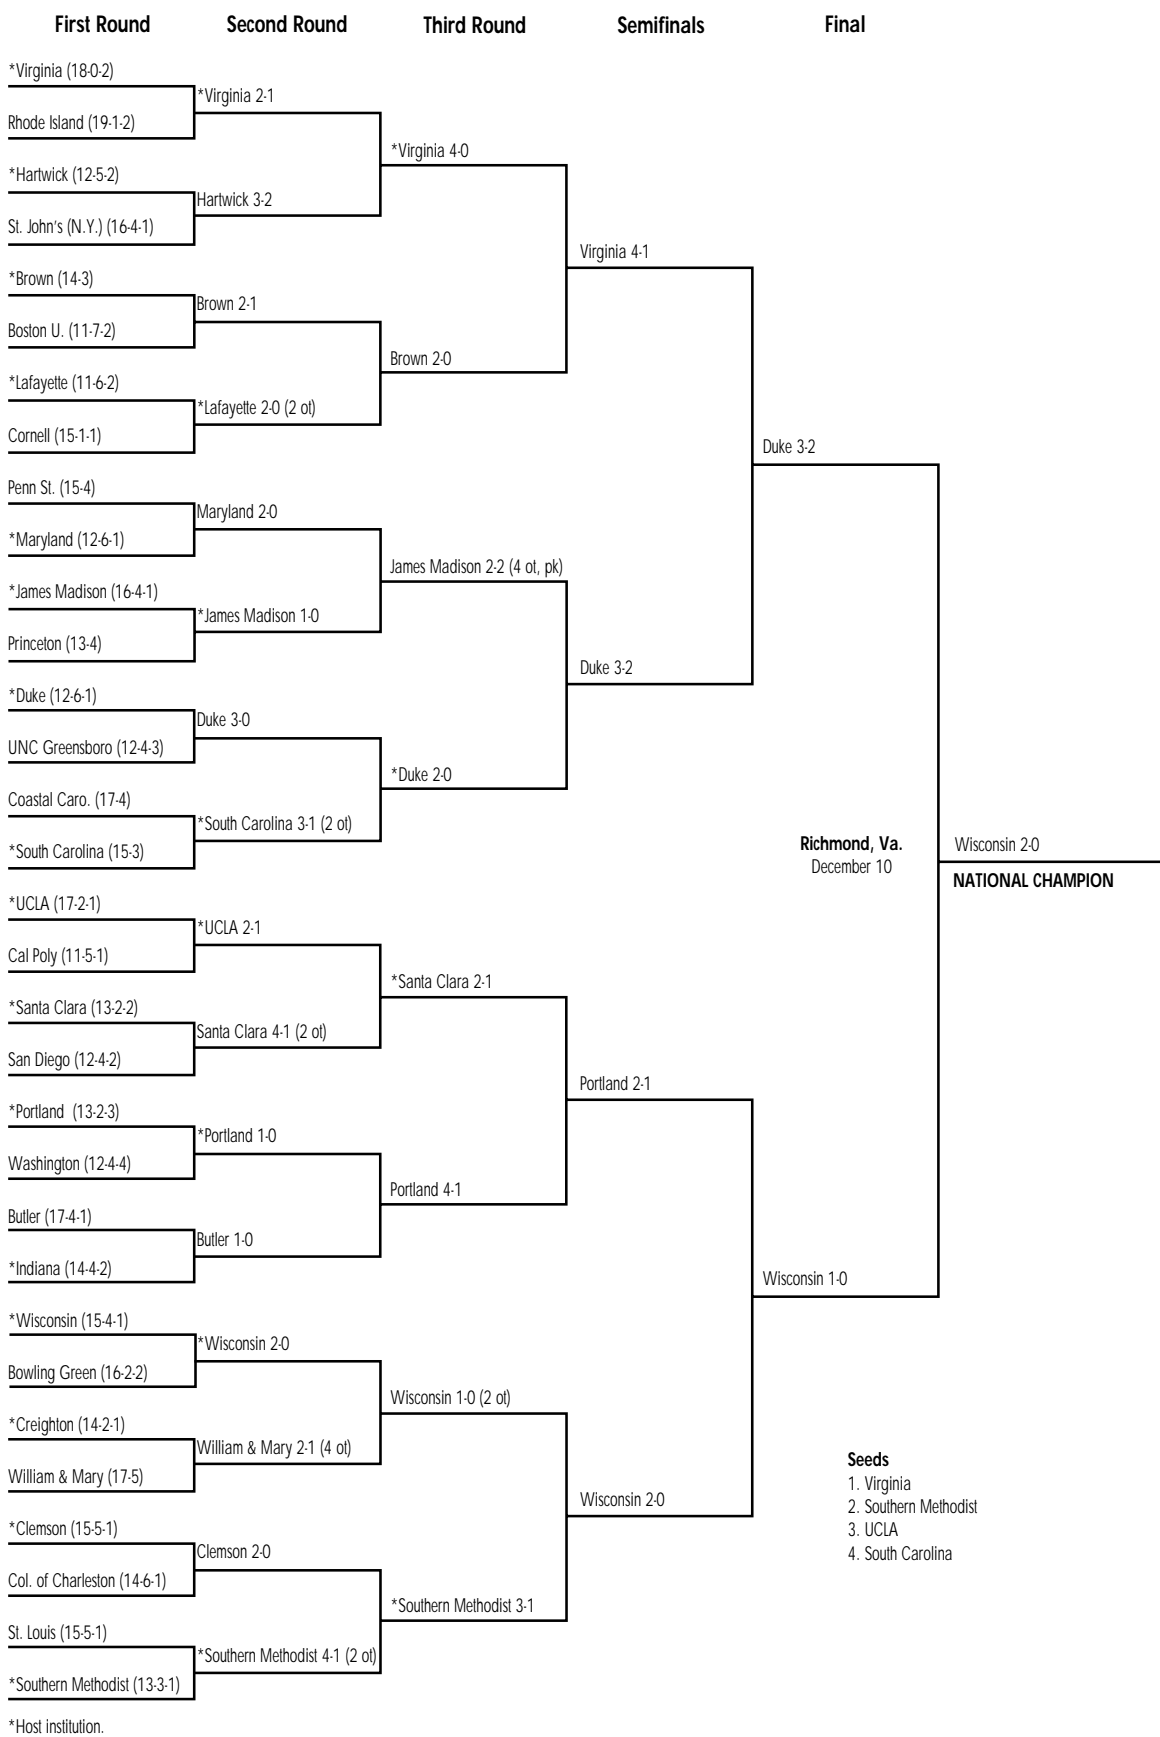 First Round Second Round Third Round Semifinals Final
*Virginia (18-0-2)
Rhode Island (19-1-2)
*Hartwick (12-5-2)
St. John's (N.Y.) (16-4-1)
*Brown (14-3)
Boston U. (11-7-2)
*Lafayette (11-6-2)
Cornell (15-1-1)
Penn St. (15-4)
*Maryland (12-6-1)
*James Madison (16-4-1)
Princeton (13-4)
*Duke (12-6-1)
UNC Greensboro (12-4-3)
Coastal Caro. (17-4)
*South Carolina (15-3)
*UCLA (17-2-1)
Cal Poly (11-5-1)
*Santa Clara (13-2-2)
San Diego (12-4-2)
*Portland (13-2-3)
Washington (12-4-4)
Butler (17-4-1)
*Indiana (14-4-2)
*Wisconsin (15-4-1)
Bowling Green (16-2-2)
*Creighton (14-2-1)
William & Mary (17-5)
*Clemson (15-5-1)
Col. of Charleston (14-6-1)
St. Louis (15-5-1)
*Southern Methodist (13-3-1)
*Virginia 2-1
Hartwick 3-2
Brown 2-1
*Lafayette 2-0 (2 ot)
Maryland 2-0
*James Madison 1-0
Duke 3-0
*South Carolina 3-1 (2 ot)
*UCLA 2-1
Santa Clara 4-1 (2 ot)
*Portland 1-0
Butler 1-0
*Wisconsin 2-0
William & Mary 2-1 (4 ot)
Clemson 2-0
*Southern Methodist 4-1 (2 ot)
*Virginia 4-0
Brown 2-0
James Madison 2-2 (4 ot, pk)
*Duke 2-0
*Santa Clara 2-1
Portland 4-1
Wisconsin 1-0 (2 ot)
*Southern Methodist 3-1
Virginia 4-1
Duke 3-2
Portland 2-1
Wisconsin 2-0
Duke 3-2
Wisconsin 1-0
Richmond, Va.
December 10
Wisconsin 2-0
NATIONAL CHAMPION
Seeds
1. Virginia
2. Southern Methodist
3. UCLA
4. South Carolina
*Host institution.